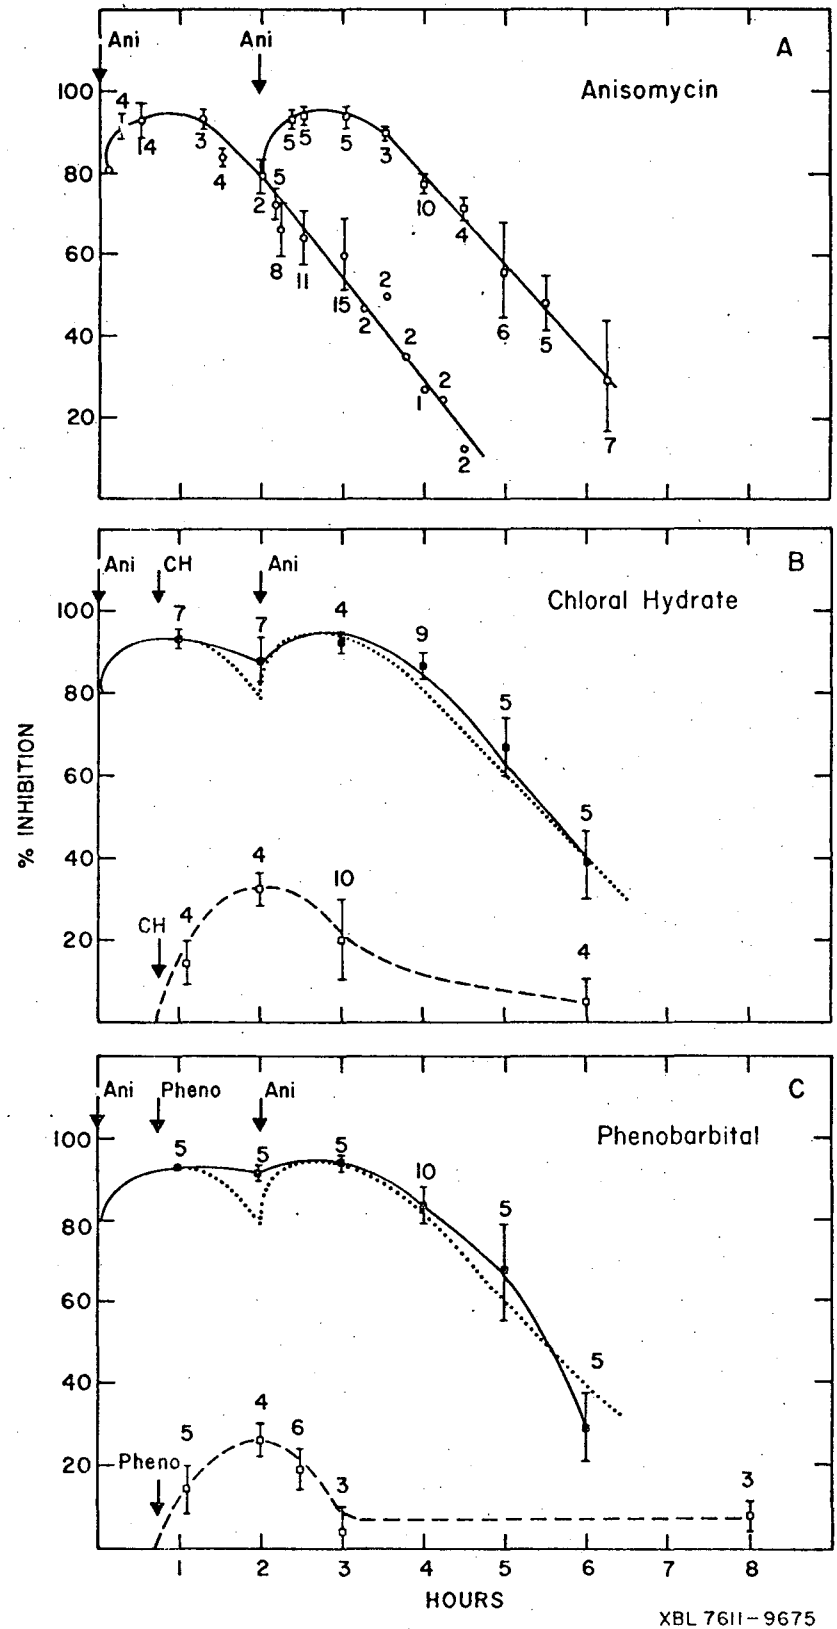 Ani Ani A
Anisomycin
100
80
60
40
20
4 4 3 4 2 5 8 11 15 2 2 2 1 2 2
5 5 5 3 10 4 6 5 7
Ani CH Ani B
Chloral Hydrate
100
80
60
40
20
7 7 4 9 5 5
CH 4 4 10 4
% INHIBITION
Ani Pheno Ani C
Phenobarbital
100
80
60
40
20
5 5 5 10 5 5
Pheno 5 4 6 3 3
1 2 3 4 5 6 7 8
HOURS
XBL 7611-9675